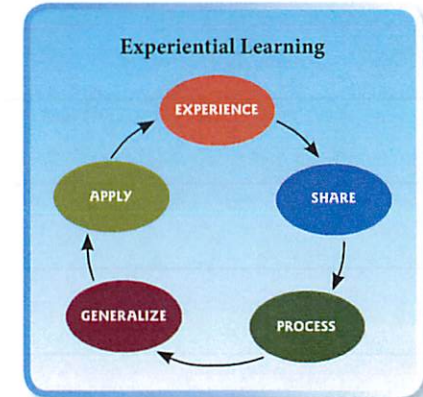 Experiential Learning
EXPERIENCE
SHARE
PROCESS
GENERALIZE
APPLY